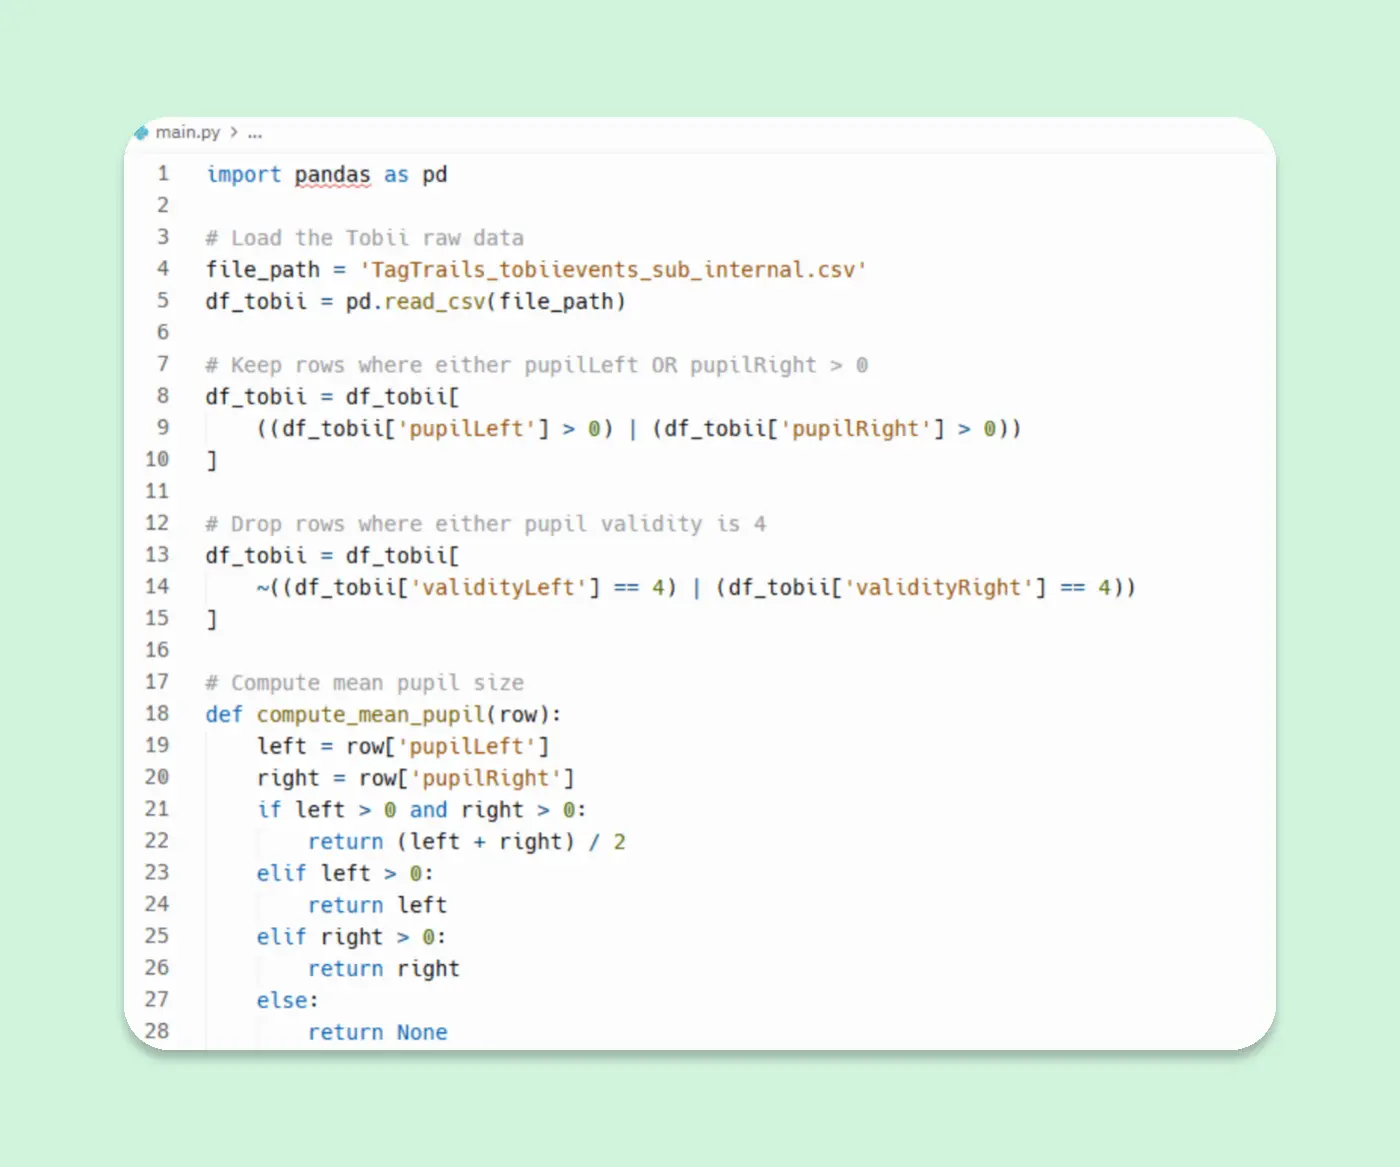 main.py > ...
1 import pandas as pd
2
3 # Load the Tobii raw data
4 file_path = 'TagTrails_tobiievents_sub_internal.csv'
5 df_tobii = pd.read_csv(file_path)
6
7 # Keep rows where either pupilLeft OR pupilRight > 0
8 df_tobii = df_tobii[
9     ((df_tobii['pupilLeft'] > 0) | (df_tobii['pupilRight'] > 0))
10 ]
11
12 # Drop rows where either pupil validity is 4
13 df_tobii = df_tobii[
14     ~((df_tobii['validityLeft'] == 4) | (df_tobii['validityRight'] == 4))
15 ]
16
17 # Compute mean pupil size
18 def compute_mean_pupil(row):
19     left = row['pupilLeft']
20     right = row['pupilRight']
21     if left > 0 and right > 0:
22         return (left + right) / 2
23     elif left > 0:
24         return left
25     elif right > 0:
26         return right
27     else:
28         return None